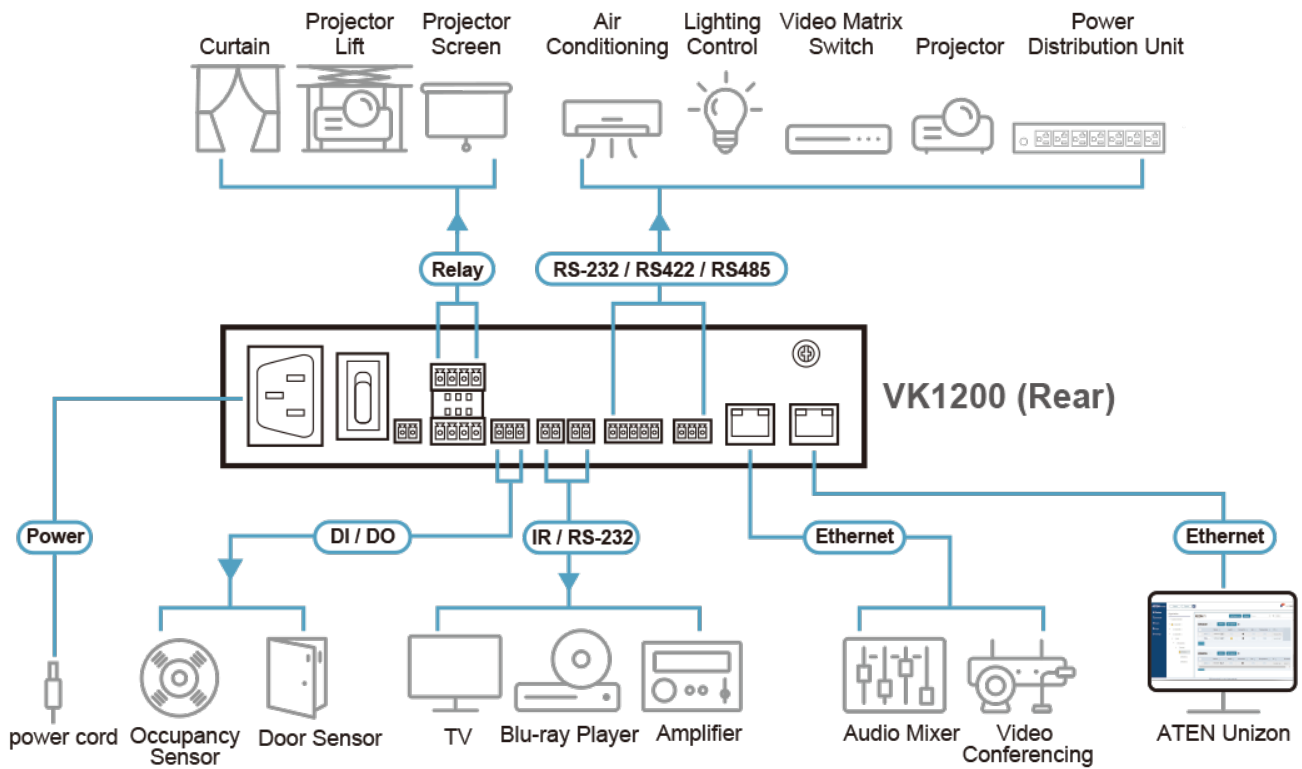 Curtain
Projector
Lift
Projector
Screen
Air
Conditioning
Lighting
Control
Video Matrix
Switch
Projector
Power
Distribution Unit
Relay
RS-232 / RS422 / RS485
VK1200 (Rear)
Power
DI / DO
IR / RS-232
Ethernet
Ethernet
power cord
Occupancy
Sensor
Door Sensor
TV
Blu-ray Player
Amplifier
Audio Mixer
Video
Conferencing
ATEN Unizon